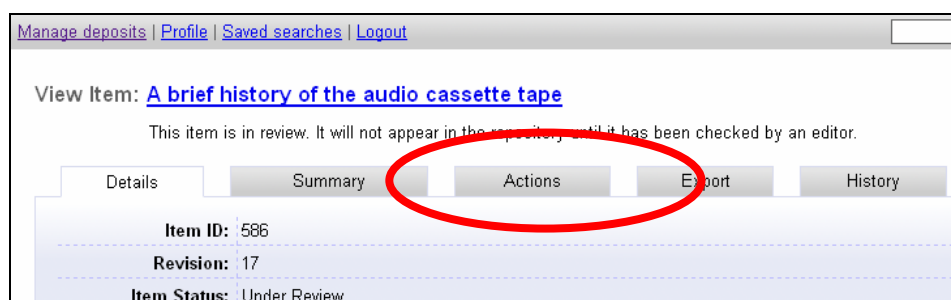 Manage deposits | Profile | Saved searches | Logout
View Item: A brief history of the audio cassette tape
This item is in review. It will not appear in the repository until it has been checked by an editor.
Details Summary Actions Export History
Item ID: 586
Revision: 17
Item Status: Under Review